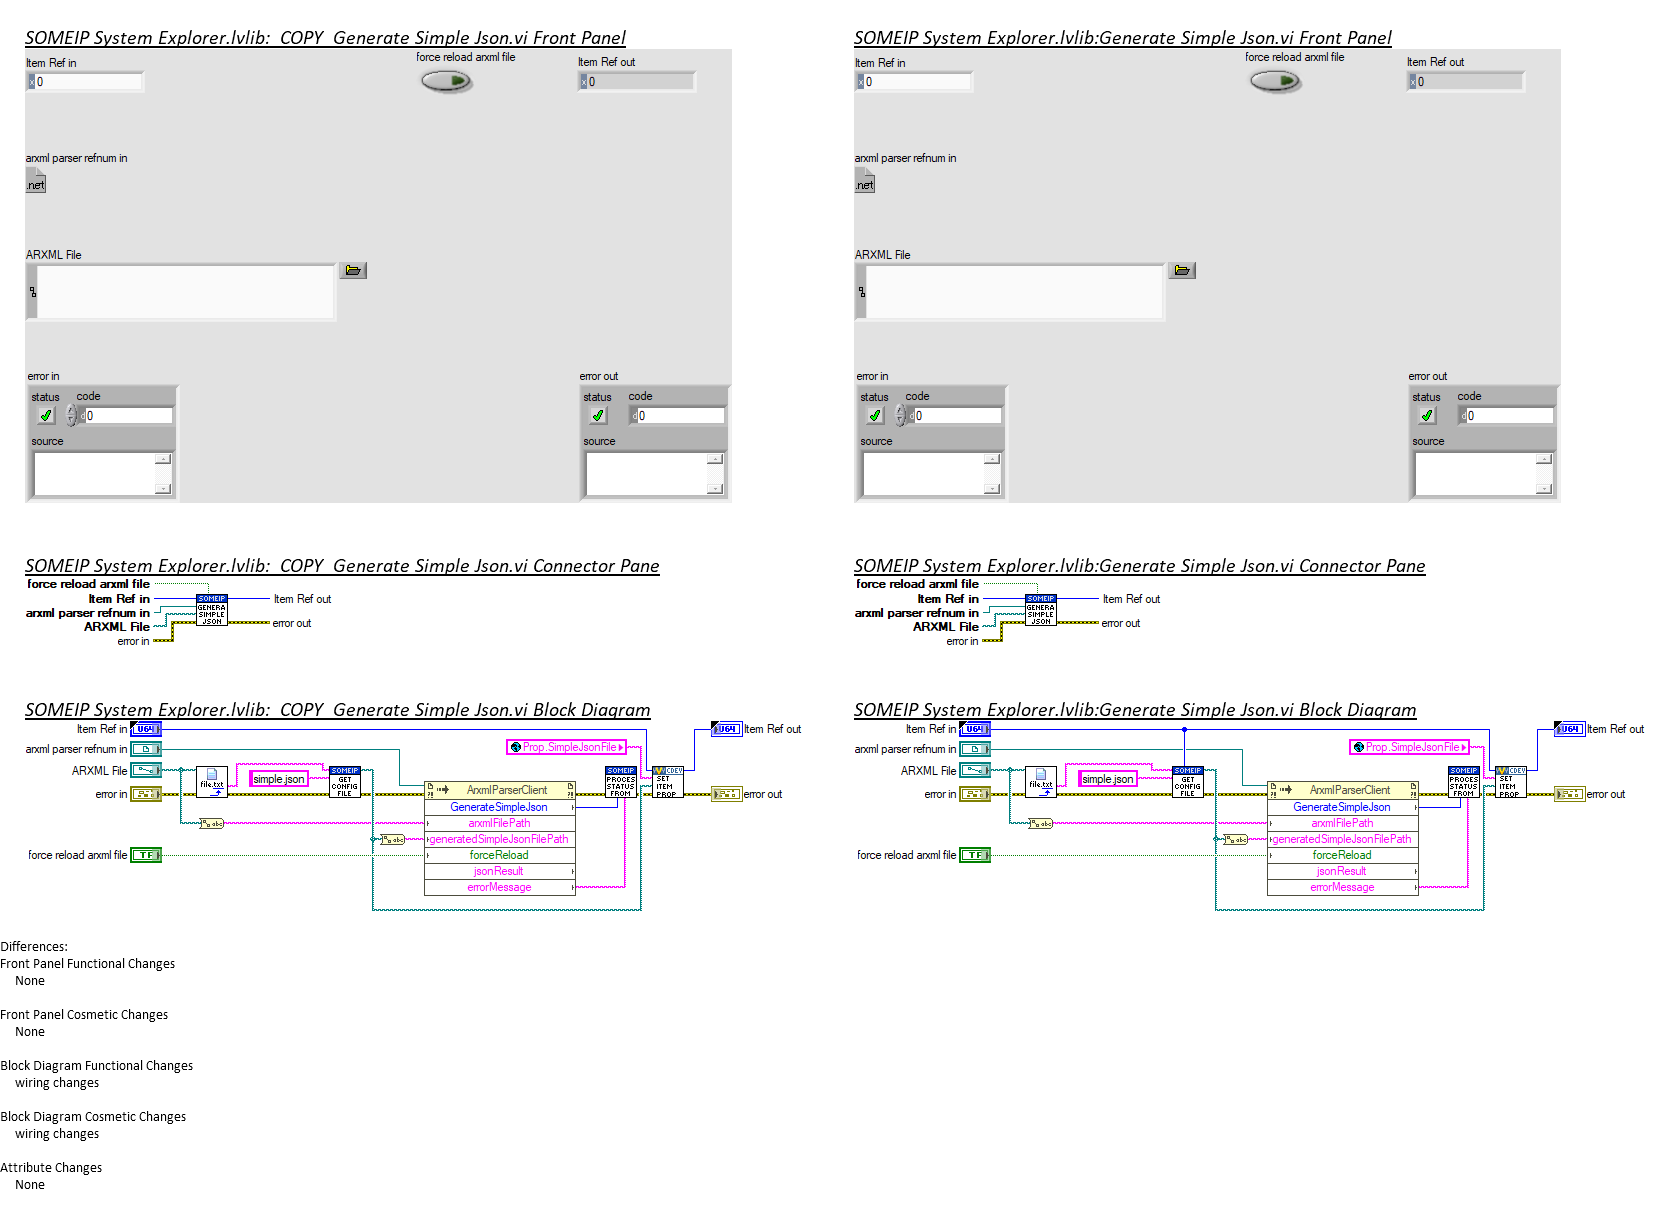 SOMEIP System Explorer.lvlib:  COPY  Generate Simple Json.vi Front Panel
Item Ref in
x 0
force reload arxml file
Item Ref out
x 0
arxml parser refnum in
.net
ARXML File
error in
status
code
d 0
source
error out
status
code
d 0
source
SOMEIP System Explorer.lvlib:Generate Simple Json.vi Front Panel
Item Ref in
x 0
force reload arxml file
Item Ref out
x 0
arxml parser refnum in
.net
ARXML File
error in
status
code
d 0
source
error out
status
code
d 0
source
SOMEIP System Explorer.lvlib:  COPY  Generate Simple Json.vi Connector Pane
force reload arxml file
Item Ref in
arxml parser refnum in
ARXML File
error in
SOMEIP
GENERA
SIMPLE
JSON
Item Ref out
error out
SOMEIP System Explorer.lvlib:Generate Simple Json.vi Connector Pane
force reload arxml file
Item Ref in
arxml parser refnum in
ARXML File
error in
SOMEIP
GENERA
SIMPLE
JSON
Item Ref out
error out
SOMEIP System Explorer.lvlib:  COPY  Generate Simple Json.vi Block Diagram
Item Ref in
U64
arxml parser refnum in
ARXML File
error in
force reload arxml file
TF
file.txt
simple.json
SOMEIP
GET
CONFIG
FILE
abc
abc
ArxmlParserClient
GenerateSimpleJson
arxmlFilePath
generatedSimpleJsonFilePath
forceReload
jsonResult
errorMessage
Prop.SimpleJsonFile
SOMEIP
PROCES
STATUS
FROM
CDEV
SET
ITEM
PROP
U64
Item Ref out
error out
SOMEIP System Explorer.lvlib:Generate Simple Json.vi Block Diagram
Item Ref in
U64
arxml parser refnum in
ARXML File
error in
force reload arxml file
TF
file.txt
simple.json
SOMEIP
GET
CONFIG
FILE
abc
abc
ArxmlParserClient
GenerateSimpleJson
arxmlFilePath
generatedSimpleJsonFilePath
forceReload
jsonResult
errorMessage
Prop.SimpleJsonFile
SOMEIP
PROCES
STATUS
FROM
CDEV
SET
ITEM
PROP
U64
Item Ref out
error out
Differences:
Front Panel Functional Changes
None
Front Panel Cosmetic Changes
None
Block Diagram Functional Changes
wiring changes
Block Diagram Cosmetic Changes
wiring changes
Attribute Changes
None